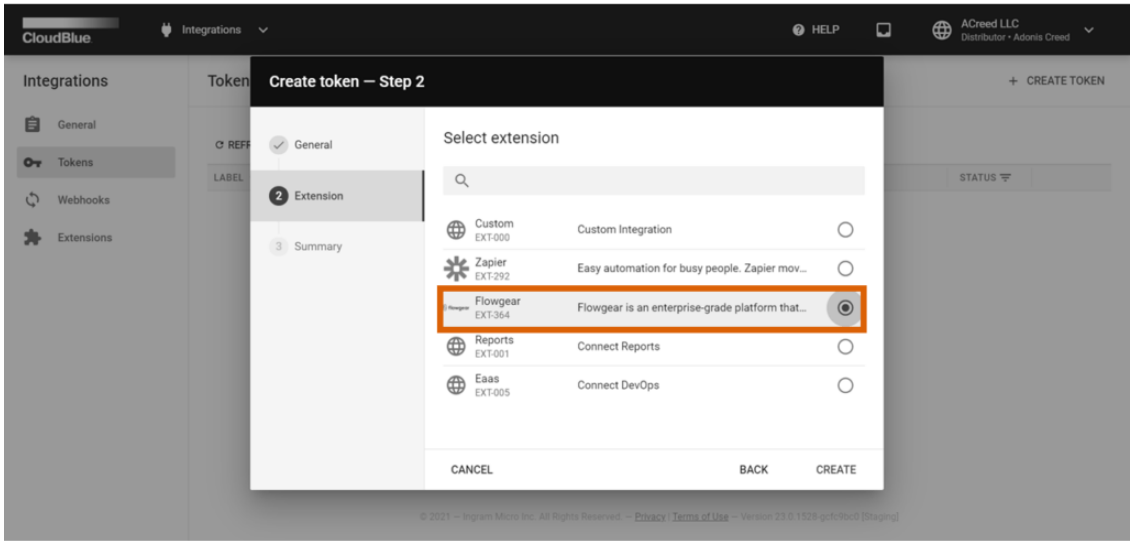 CloudBlue
Integrations
HELP
ACreed LLC
Distributor • Adonis Creed
Integrations
General
Tokens
Webhooks
Extensions
Token
+ CREATE TOKEN
REFR
LABEL
STATUS
Create token — Step 2
General
2 Extension
3 Summary
Select extension
Custom
EXT-000
Custom Integration
Zapier
EXT-292
Easy automation for busy people. Zapier mov...
Flowgear
Flowgear
EXT-364
Flowgear is an enterprise-grade platform that...
Reports
EXT-001
Connect Reports
Eaas
EXT-005
Connect DevOps
CANCEL
BACK
CREATE
© 2021 — Ingram Micro Inc. All Rights Reserved. — Privacy | Terms of Use — Version 23.0.1528-gcfc9bc0 [Staging]